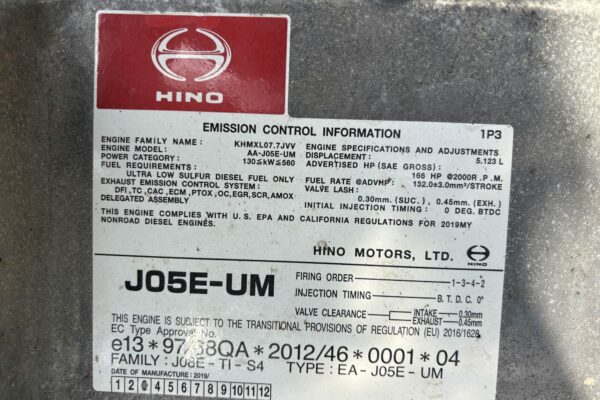 HINO
EMISSION CONTROL INFORMATION 1P3
ENGINE FAMILY NAME : KHMXL07.7JVV
ENGINE MODEL: AA-J05E-UM
POWER CATEGORY : 130≤kW≤560
FUEL REQUIREMENTS :
ULTRA LOW SULFUR DIESEL FUEL ONLY
EXHAUST EMISSION CONTROL SYSTEM :
DFI,TC,CAC,ECM,PTOX,OC,EGR,SCR,AMOX
DELEGATED ASSEMBLY
ENGINE SPECIFICATIONS AND ADJUSTMENTS
DISPLACEMENT: 5.123 L
ADVERTISED HP (SAE GROSS) :
166 HP @2000R.P.M.
FUEL RATE @ADVHP: 132.0±3.0mm³/STROKE
VALVE LASH :
0.30mm (SUC.), 0.45mm (EXH.)
INITIAL INJECTION TIMING : 0 DEG. BTDC
THIS ENGINE COMPLIES WITH U.S. EPA AND CALIFORNIA REGULATIONS FOR 2019MY
NONROAD DIESEL ENGINES.
HINO MOTORS, LTD. HINO
J05E-UM
FIRING ORDER 1-3-4-2
INJECTION TIMING B.T.D.C. 0°
VALVE CLEARANCE INTAKE 0.30mm
EXHAUST 0.45mm
THIS ENGINE IS SUBJECT TO THE TRANSITIONAL PROVISIONS OF REGULATION (EU) 2016/1628
EC Type Approval No.
e13*97/68QA*2012/46*0001*04
FAMILY : J08E-TI-S4 TYPE : EA-J05E-UM
DATE OF MANUFACTURE : 2019/
1 2 4 5 6 7 8 9 10 11 12